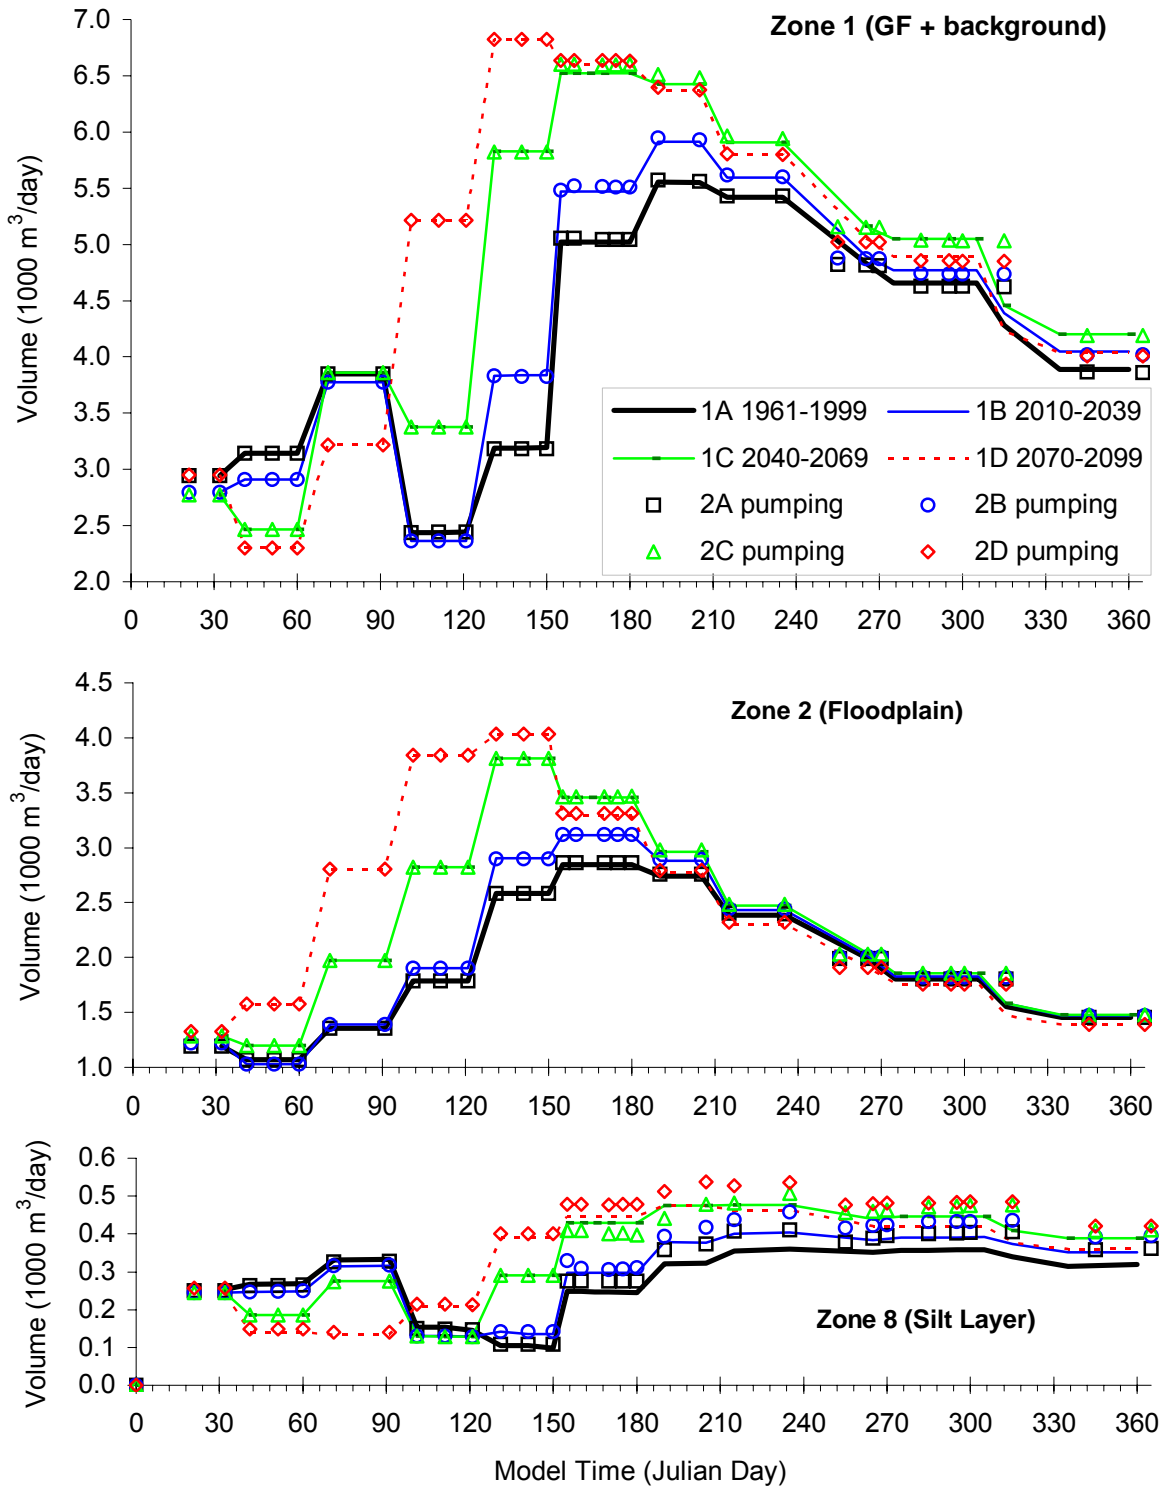 Zone 1 (GF + background)
Volume (1000 m³/day)
7.0
6.5
6.0
5.5
5.0
4.5
4.0
3.5
3.0
2.5
2.0
1A 1961-1999 1B 2010-2039
1C 2040-2069 1D 2070-2099
2A pumping 2B pumping
2C pumping 2D pumping
0 30 60 90 120 150 180 210 240 270 300 330 360
Zone 2 (Floodplain)
Volume (1000 m³/day)
4.5
4.0
3.5
3.0
2.5
2.0
1.5
1.0
0 30 60 90 120 150 180 210 240 270 300 330 360
Volume (1000 m³/day)
0.6
0.5
0.4
0.3
0.2
0.1
0.0
Zone 8 (Silt Layer)
0 30 60 90 120 150 180 210 240 270 300 330 360
Model Time (Julian Day)